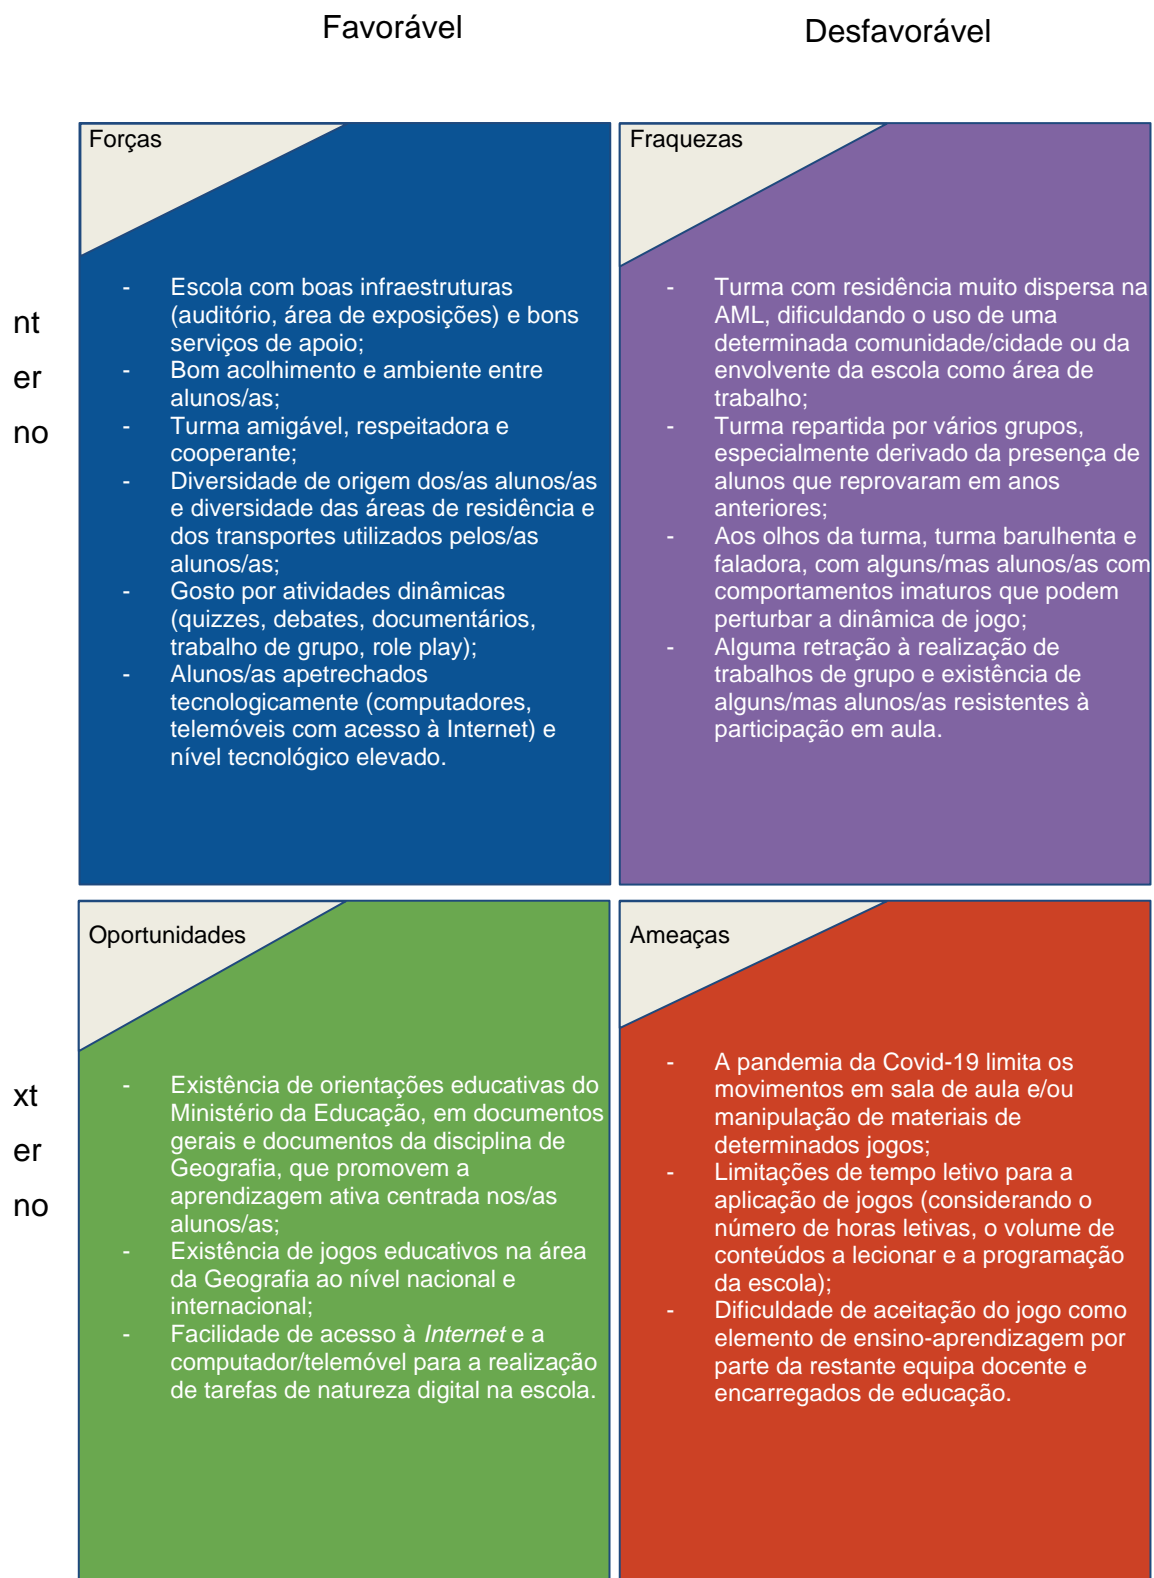 Favorável
Desfavorável
Forças
- Escola com boas infraestruturas
(auditório, área de exposições) e bons
serviços de apoio;
- Bom acolhimento e ambiente entre
alunos/as;
- Turma amigável, respeitadora e
cooperante;
- Diversidade de origem dos/as alunos/as
e diversidade das áreas de residência e
dos transportes utilizados pelos/as
alunos/as;
- Gosto por atividades dinâmicas
(quizzes, debates, documentários,
trabalho de grupo, role play);
- Alunos/as apetrechados
tecnologicamente (computadores,
telemóveis com acesso à Internet) e
nível tecnológico elevado.
Fraquezas
- Turma com residência muito dispersa na
AML, dificuldando o uso de uma
determinada comunidade/cidade ou da
envolvente da escola como área de
trabalho;
- Turma repartida por vários grupos,
especialmente derivado da presença de
alunos que reprovaram em anos
anteriores;
- Aos olhos da turma, turma barulhenta e
faladora, com alguns/mas alunos/as com
comportamentos imaturos que podem
perturbar a dinâmica de jogo;
- Alguma retração à realização de
trabalhos de grupo e existência de
alguns/mas alunos/as resistentes à
participação em aula.
nt
er
no
Oportunidades
- Existência de orientações educativas do
Ministério da Educação, em documentos
gerais e documentos da disciplina de
Geografia, que promovem a
aprendizagem ativa centrada nos/as
alunos/as;
- Existência de jogos educativos na área
da Geografia ao nível nacional e
internacional;
- Facilidade de acesso à Internet e a
computador/telemóvel para a realização
de tarefas de natureza digital na escola.
Ameaças
- A pandemia da Covid-19 limita os
movimentos em sala de aula e/ou
manipulação de materiais de
determinados jogos;
- Limitações de tempo letivo para a
aplicação de jogos (considerando o
número de horas letivas, o volume de
conteúdos a lecionar e a programação
da escola);
- Dificuldade de aceitação do jogo como
elemento de ensino-aprendizagem por
parte da restante equipa docente e
encarregados de educação.
xt
er
no